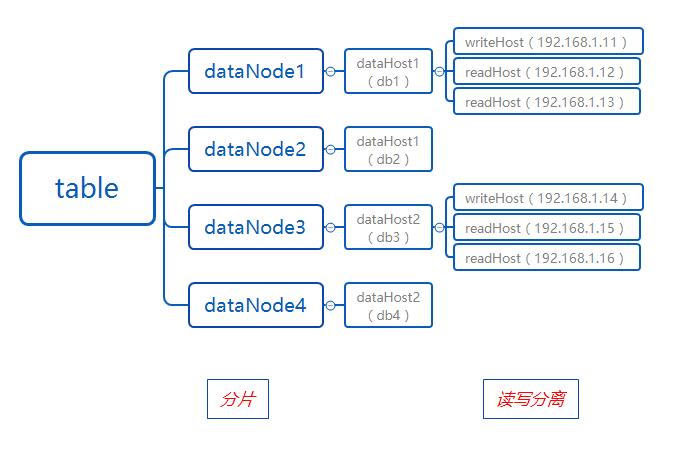 table
dataNode1
dataHost1
（db1）
writeHost（192.168.1.11）
readHost（192.168.1.12）
readHost（192.168.1.13）
dataNode2
dataHost1
（db2）
dataNode3
dataHost2
（db3）
writeHost（192.168.1.14）
readHost（192.168.1.15）
readHost（192.168.1.16）
dataNode4
dataHost2
（db4）
分片
读写分离